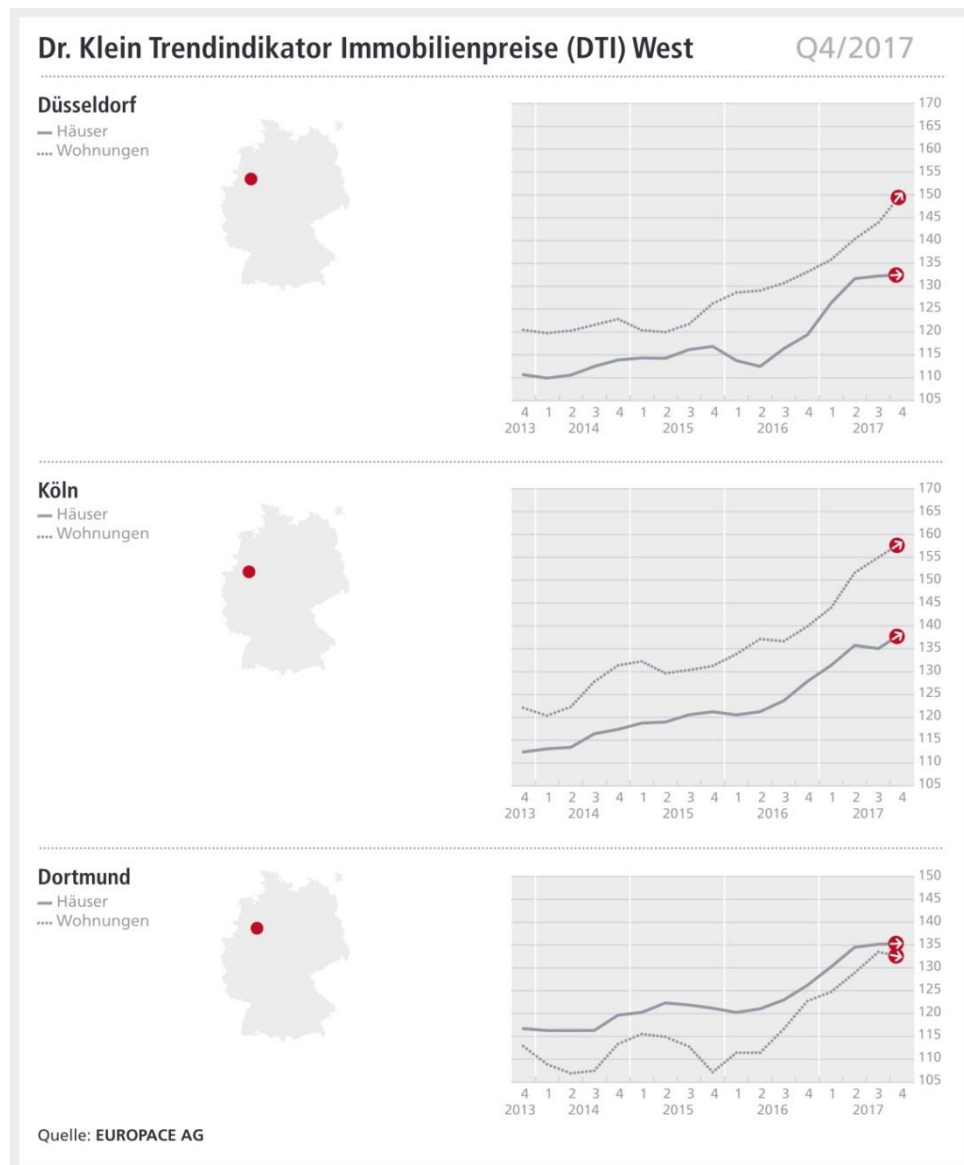 Dr. Klein Trendindikator Immobilienpreise (DTI) West Q4/2017
Düsseldorf
Häuser
Wohnungen
170
165
160
155
150
145
140
135
130
125
120
115
110
105
4 1 2 3 4 1 2 3 4 1 2 3 4 1 2 3 4
2013 2014 2015 2016 2017
Köln
Häuser
Wohnungen
170
165
160
155
150
145
140
135
130
125
120
115
110
105
4 1 2 3 4 1 2 3 4 1 2 3 4 1 2 3 4
2013 2014 2015 2016 2017
Dortmund
Häuser
Wohnungen
150
145
140
135
130
125
120
115
110
105
4 1 2 3 4 1 2 3 4 1 2 3 4 1 2 3 4
2013 2014 2015 2016 2017
Quelle: EUROPACE AG